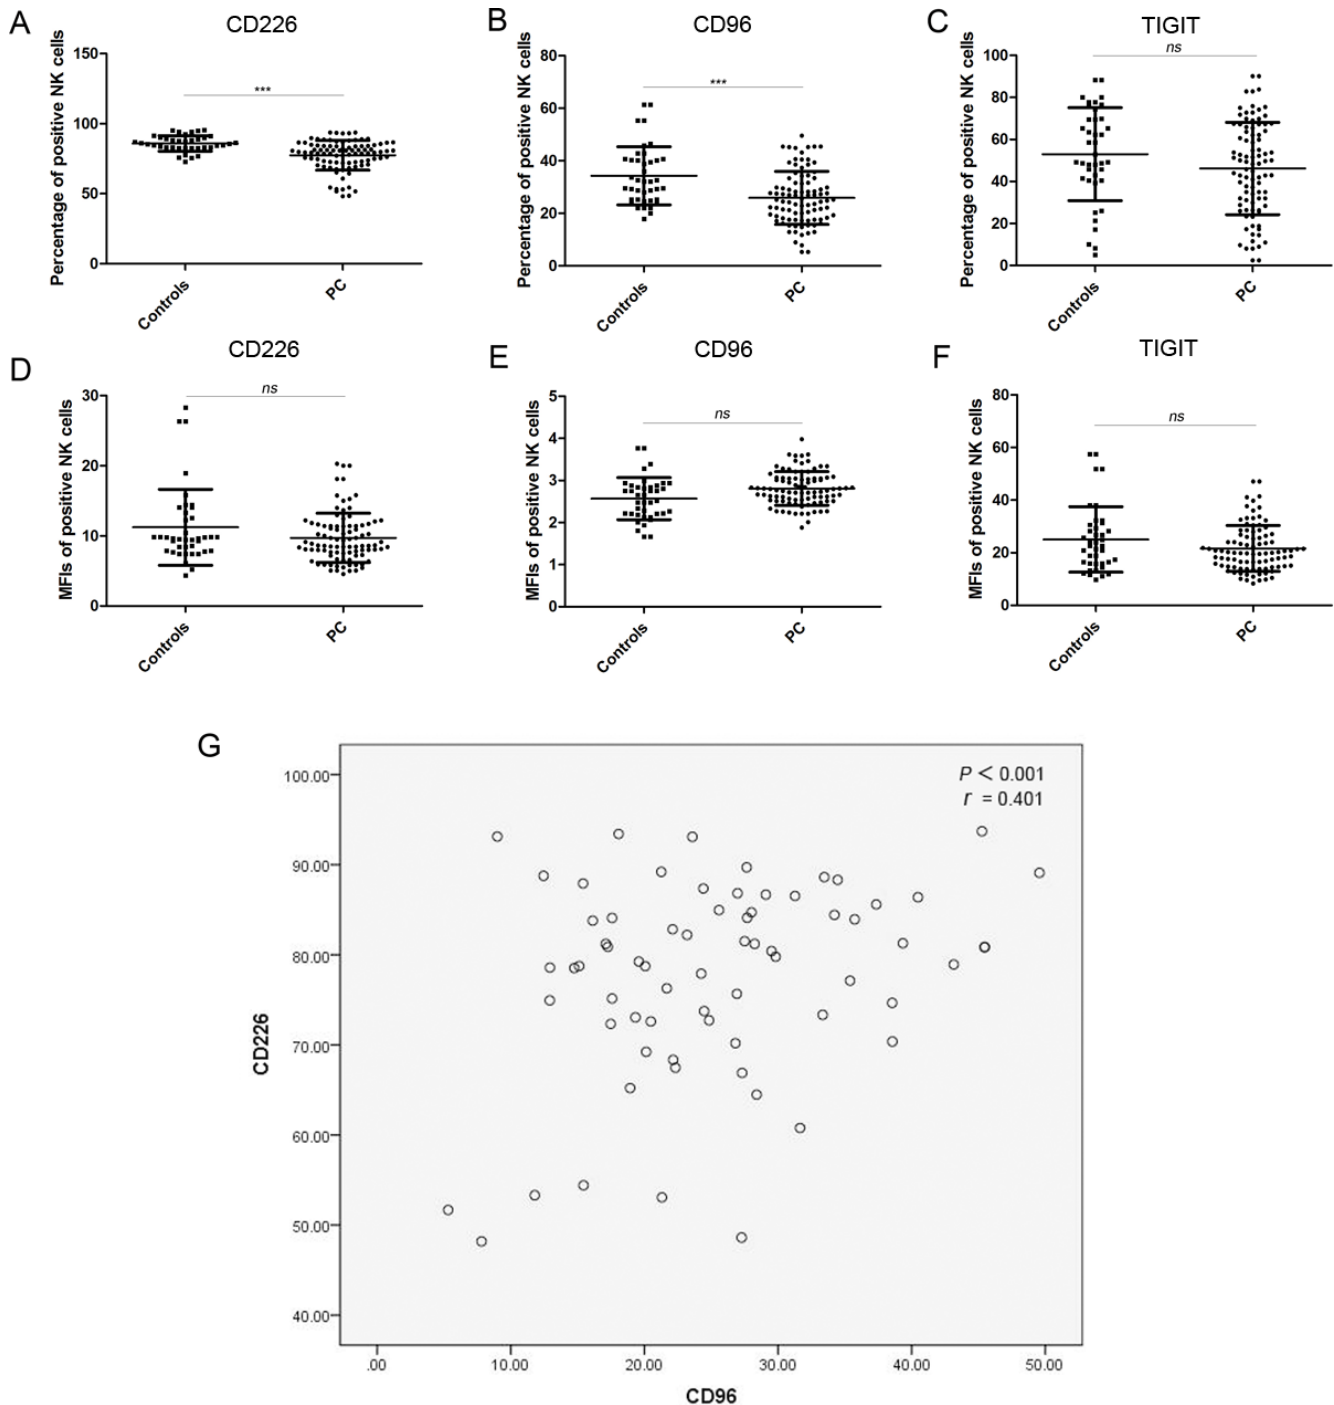 A
CD226
Percentage of positive NK cells
150
100
50
0
***
Controls
PC
B
CD96
Percentage of positive NK cells
80
60
40
20
0
***
Controls
PC
C
TIGIT
Percentage of positive NK cells
100
80
60
40
20
0
ns
Controls
PC
D
CD226
MFIs of positive NK cells
30
20
10
0
ns
Controls
PC
E
CD96
MFIs of positive NK cells
5
4
3
2
1
0
ns
Controls
PC
F
TIGIT
MFIs of positive NK cells
80
60
40
20
0
ns
Controls
PC
G
P < 0.001
r = 0.401
CD226
100.00
90.00
80.00
70.00
60.00
50.00
40.00
.00 10.00 20.00 30.00 40.00 50.00
CD96